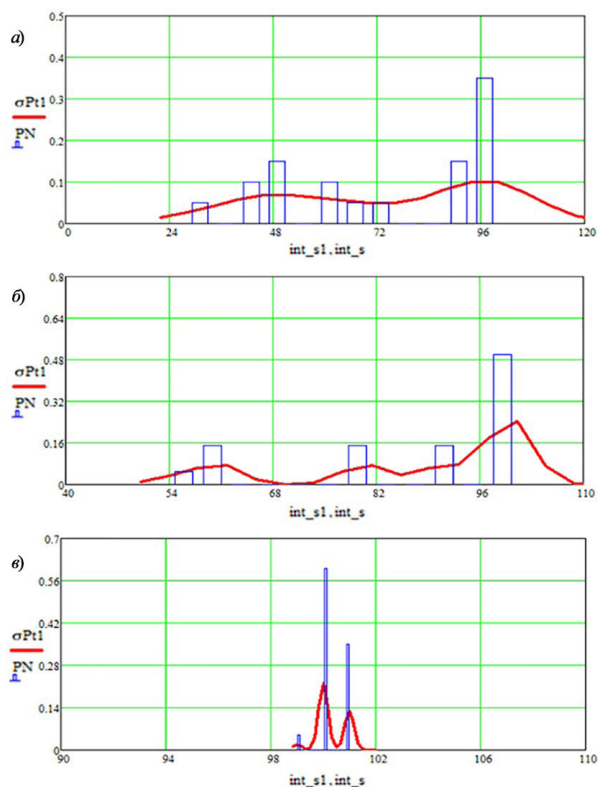 а)
0.5
0.4
0.3
0.2
0.1
0
σPt1
PN
0 24 48 72 96 120
int_s1, int_s
б)
0.8
0.64
0.48
0.32
0.16
0
σPt1
PN
40 54 68 82 96 110
int_s1, int_s
в)
0.7
0.56
0.42
0.28
0.14
0
σPt1
PN
90 94 98 102 106 110
int_s1, int_s